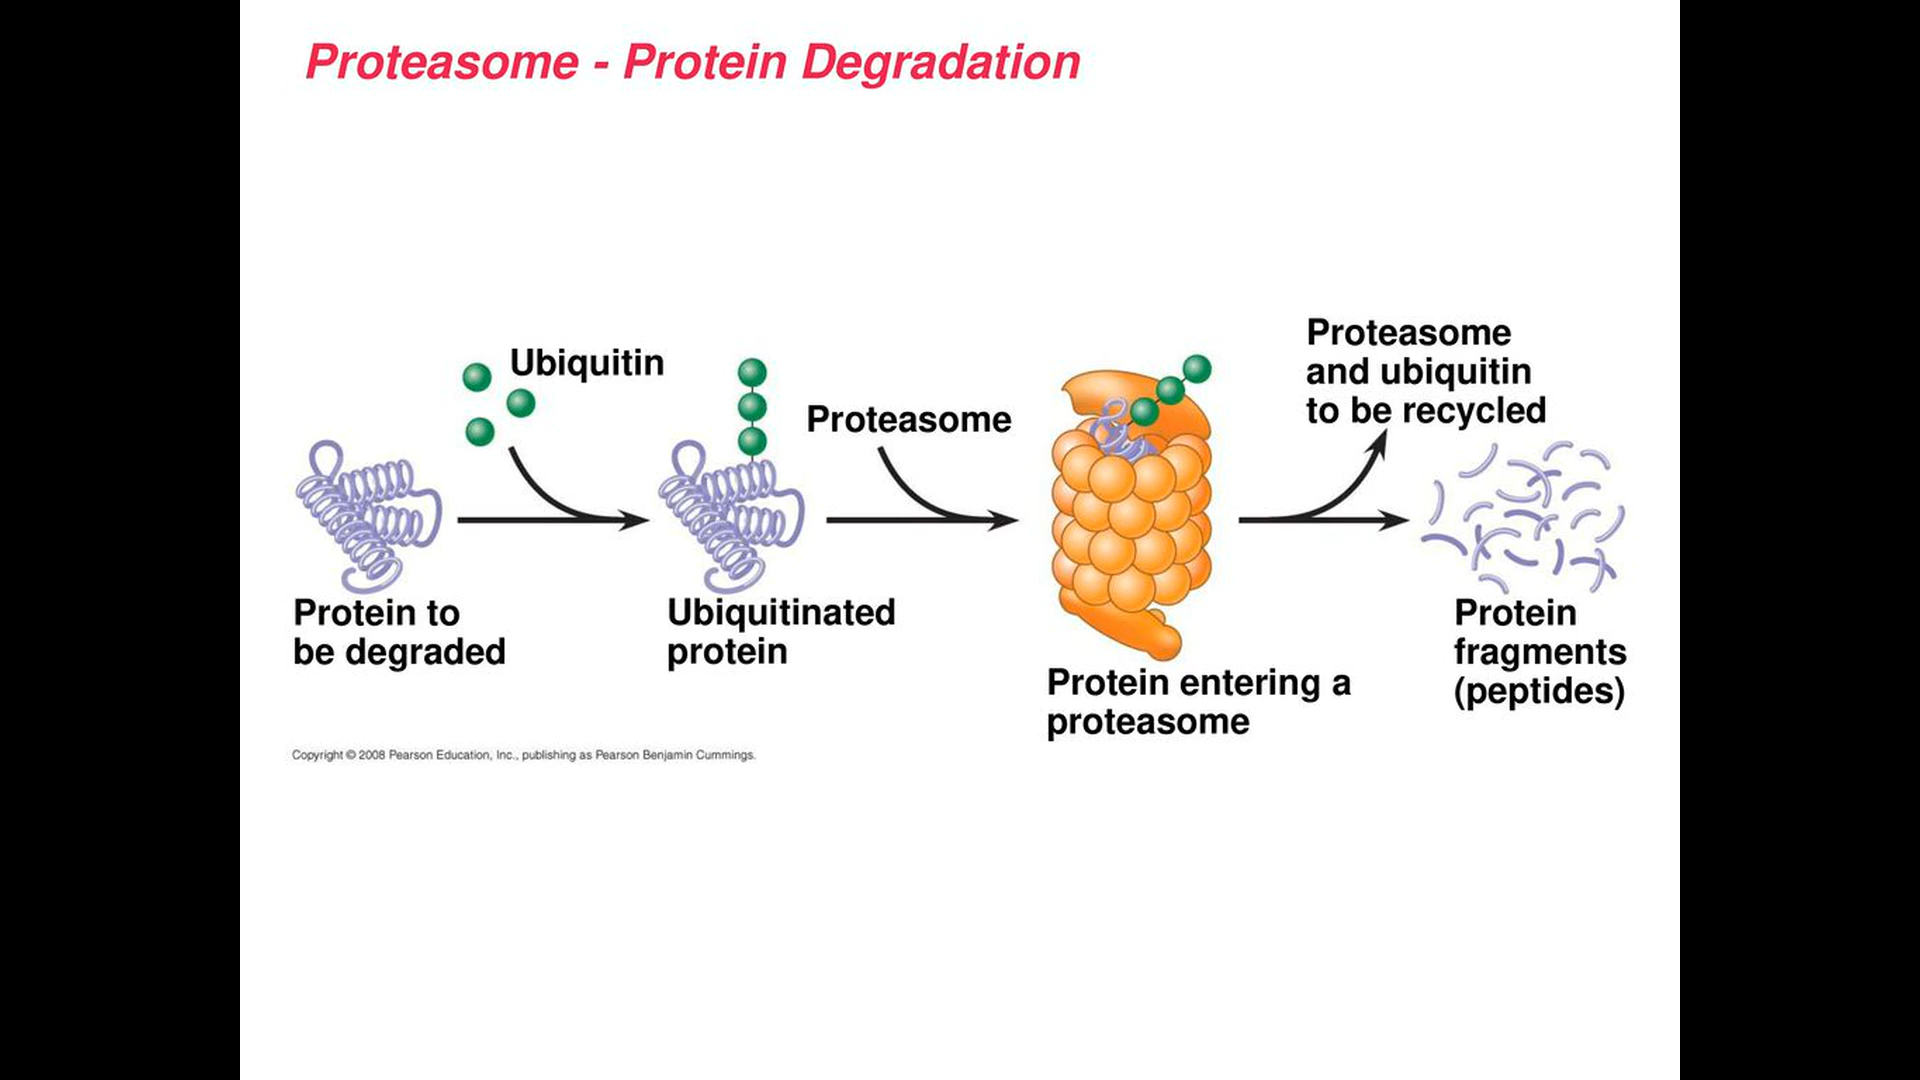 Proteasome - Protein Degradation
Ubiquitin
Proteasome
Proteasome
and ubiquitin
to be recycled
Protein to
be degraded
Ubiquitinated
protein
Protein entering a
proteasome
Protein
fragments
(peptides)
Copyright © 2008 Pearson Education, Inc., publishing as Pearson Benjamin Cummings.